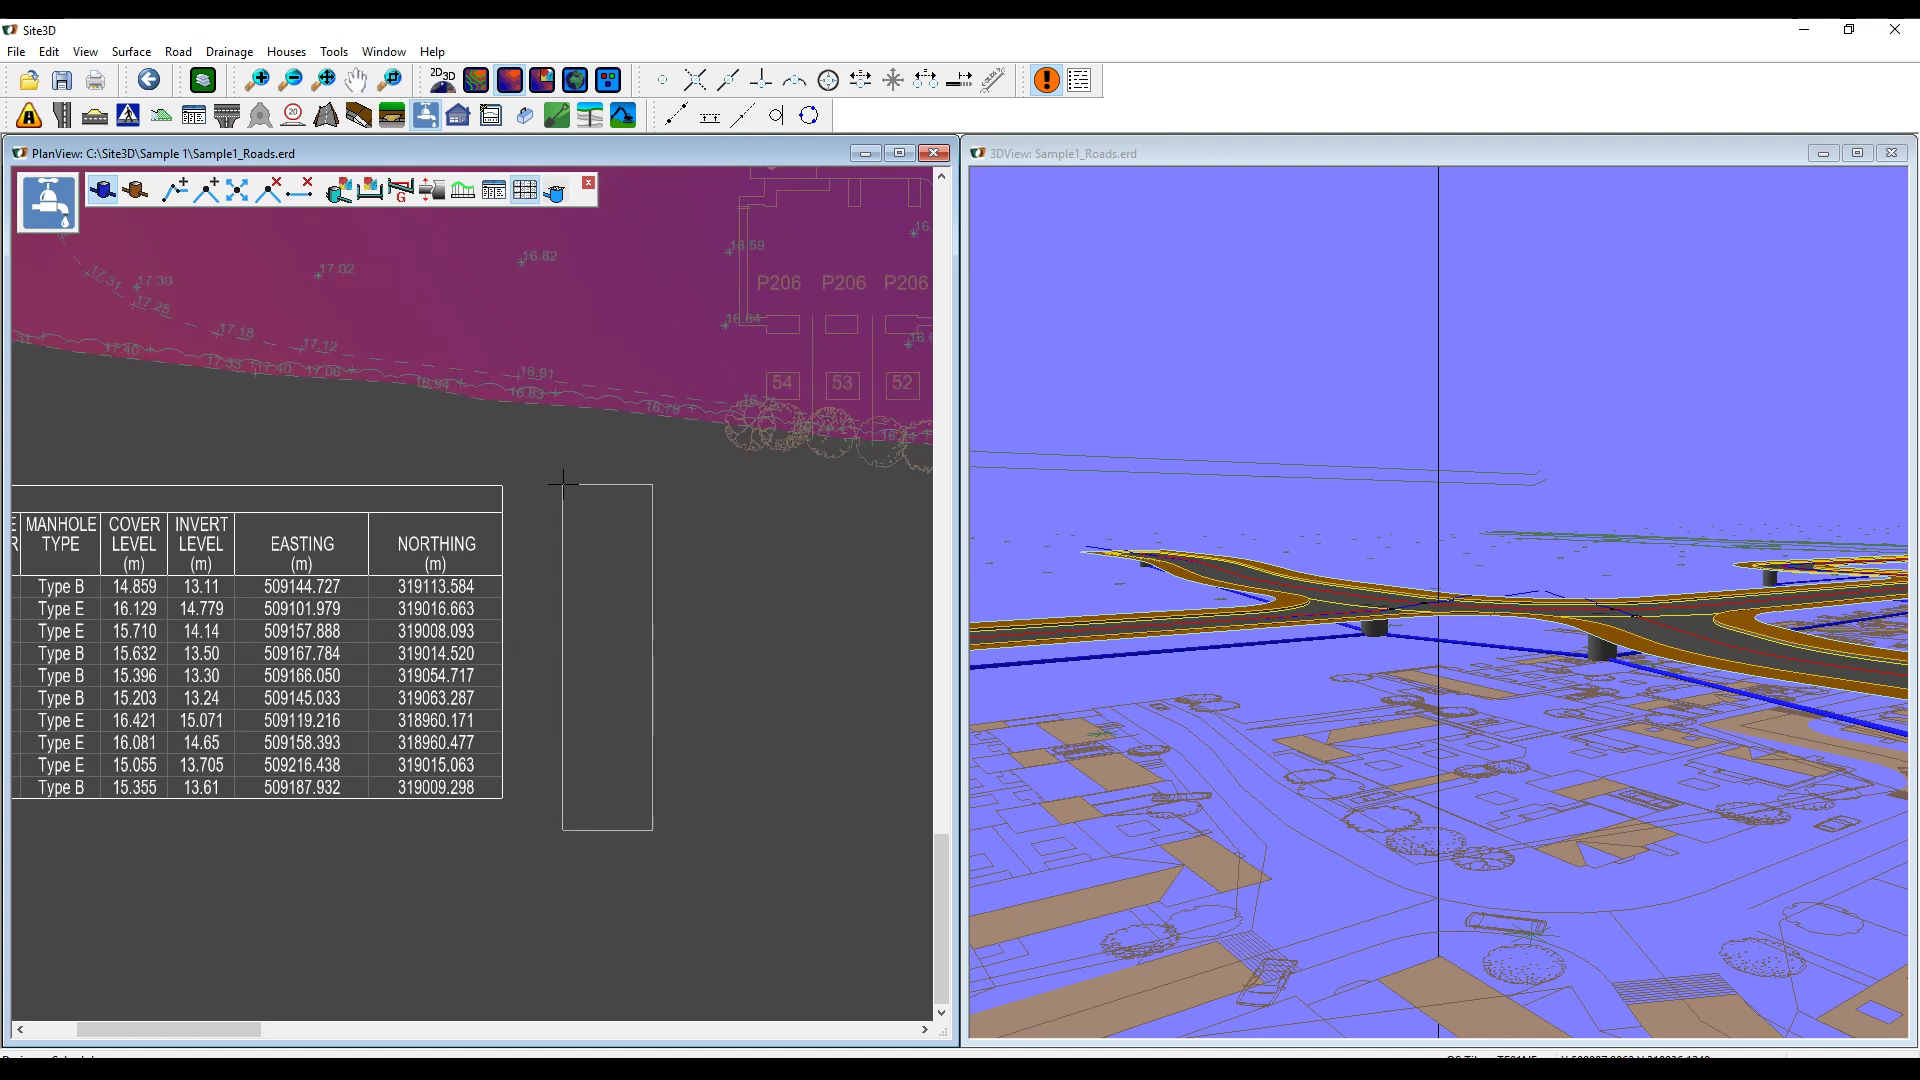 Site3D
File Edit View Surface Road Drainage Houses Tools Window Help
2D3D
20
PlanView: C:\Site3D\Sample 1\Sample1_Roads.erd
3DView: Sample1_Roads.erd
G
17.31
17.30
17.25
17.02
16.82
16.59
P206 P206 P206
17.18
17.12
16.64
17.40
17.33
17.40
17.06
16.94
16.91
16.83
16.79
54 53 52
MANHOLE TYPE
COVER LEVEL (m)
INVERT LEVEL (m)
EASTING (m)
NORTHING (m)
Type B 14.859 13.11 509144.727 319113.584
Type E 16.129 14.779 509101.979 319016.663
Type E 15.710 14.14 509157.888 319008.093
Type B 15.632 13.50 509167.784 319014.520
Type B 15.396 13.30 509166.050 319054.717
Type B 15.203 13.24 509145.033 319063.287
Type E 16.421 15.071 509119.216 318960.171
Type E 16.081 14.65 509158.393 318960.477
Type E 15.055 13.705 509216.438 319015.063
Type B 15.355 13.61 509187.932 319009.298